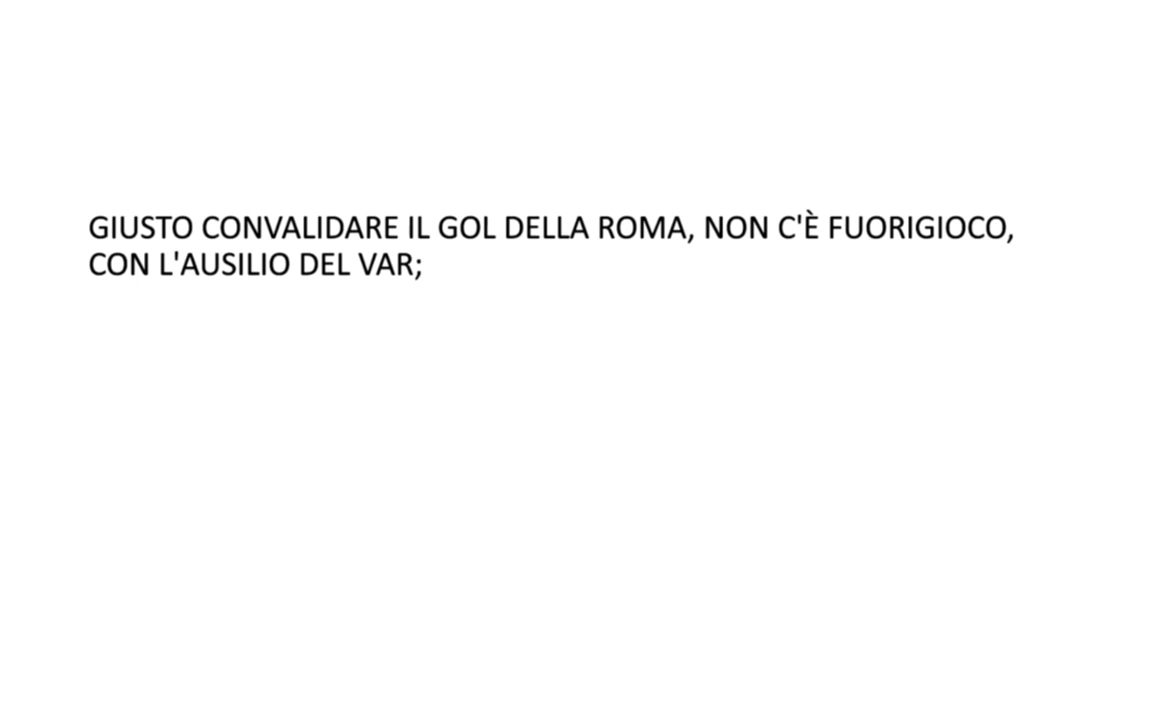 GIUSTO CONVALIDARE IL GOL DELLA ROMA, NON C'È FUORIGIOCO,
CON L'AUSILIO DEL VAR;